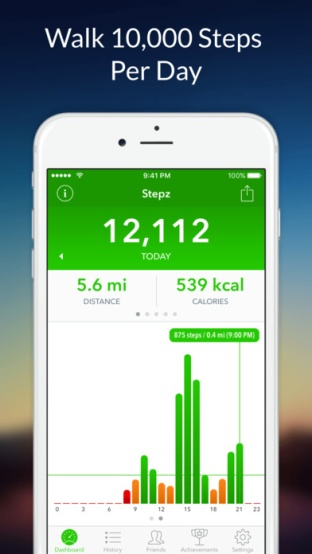 Walk 10,000 Steps
Per Day
9:41 PM
100%
Stepz
12,112
TODAY
5.6 mi
539 kcal
DISTANCE
CALORIES
875 steps / 0.4 mi (9:00 PM)
0 3 6 9 12 15 18 21 23
Dashboard
History
Friends
Achievements
Settings